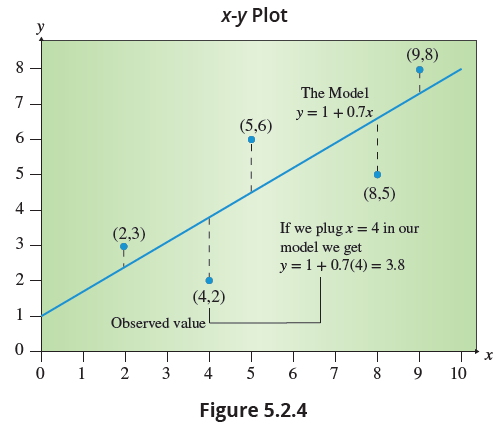 x-y Plot
y
8
7
6
5
4
3
2
1
0
(9,8)
The Model
y = 1 + 0.7x
(5,6)
(8,5)
(2,3)
If we plug x = 4 in our
model we get
y = 1 + 0.7(4) = 3.8
(4,2)
Observed value
x
0 1 2 3 4 5 6 7 8 9 10
Figure 5.2.4